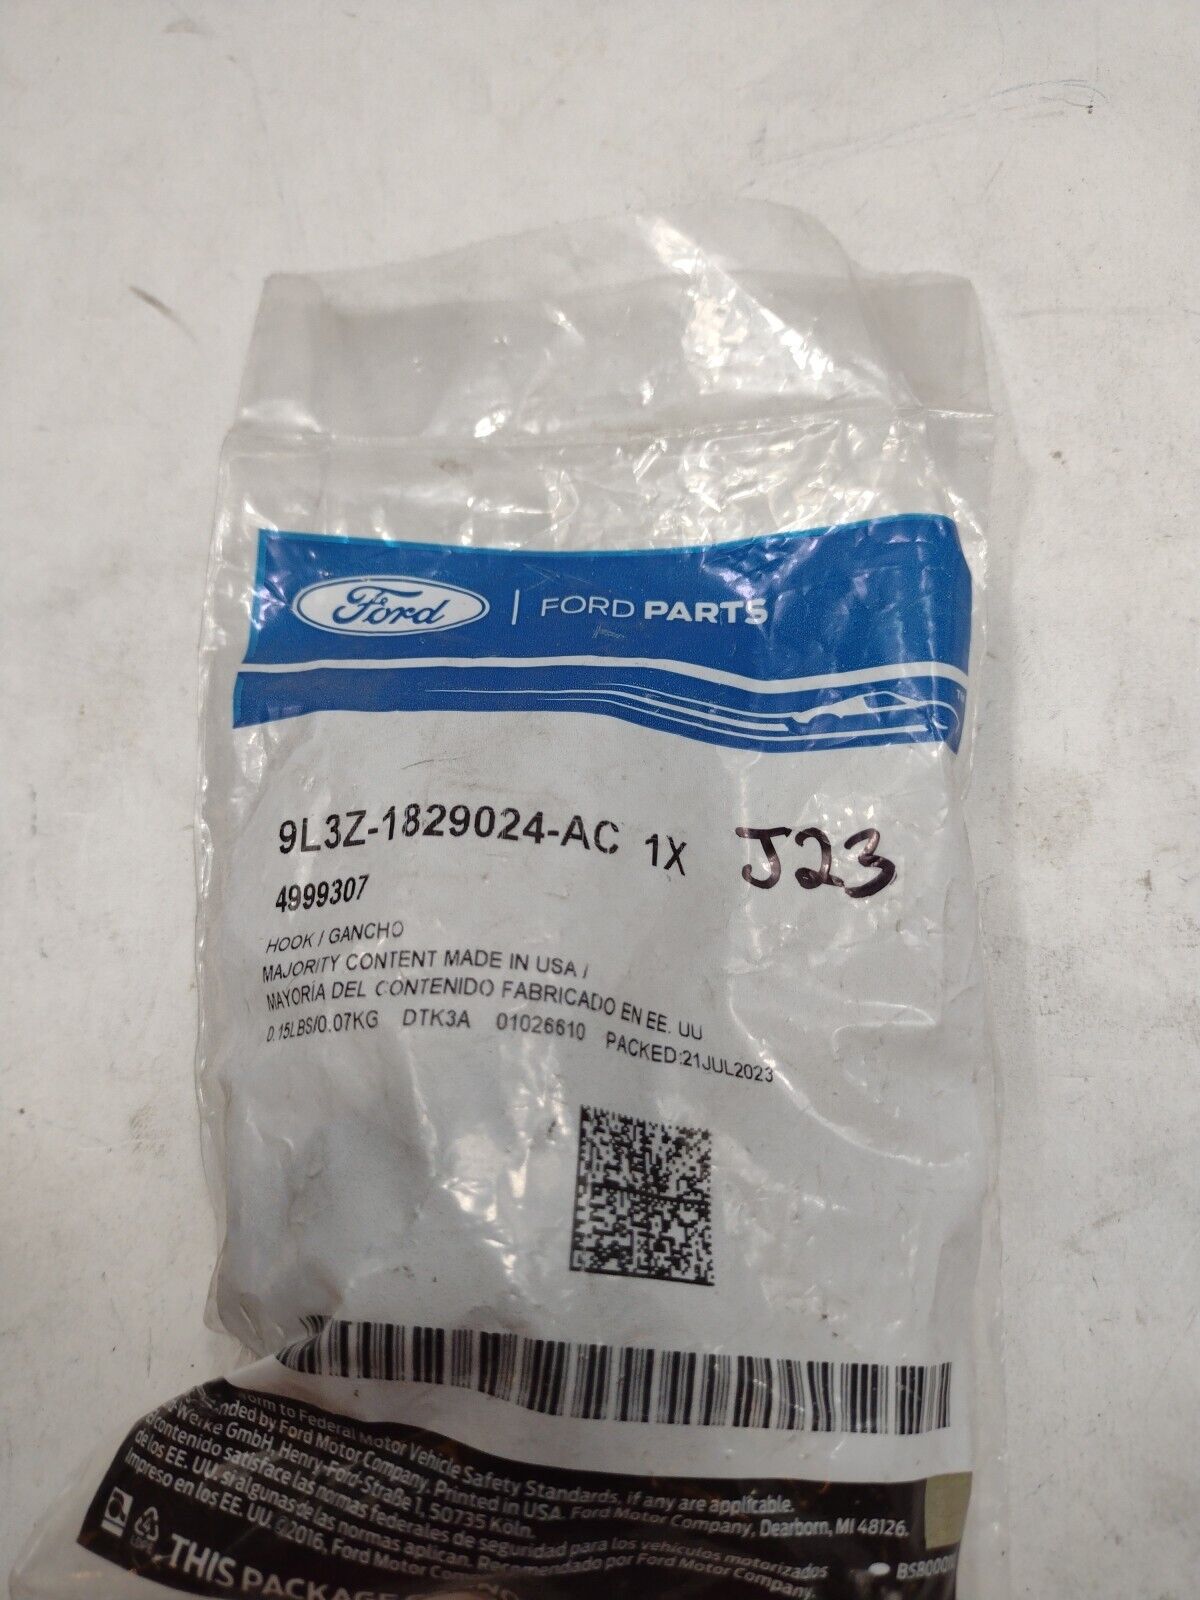 Ford | FORD PARTS
9L3Z-1829024-AC 1X J23
4999307
HOOK / GANCHO
MAJORITY CONTENT MADE IN USA /
MAYORÍA DEL CONTENIDO FABRICADO EN EE. UU
0.15LBS/0.07KG DTK3A 01026610 PACKED:21JUL2023
to Federal Motor Vehicle Safety Standards, if any are applicable.
by Ford Motor Company. Printed in USA. Ford Motor Company, Dearborn, MI 48126.
GmbH, Henry-Ford-Straße 1, 50735 Köln.
contenido satisface las normas federales de seguridad para los vehículos motorizados
de los EE. UU. si algunas de las normas aplican. Recomendado por Ford Motor Company.
Impreso en los EE. UU. ©2016, Ford Motor
THIS PACKAGE